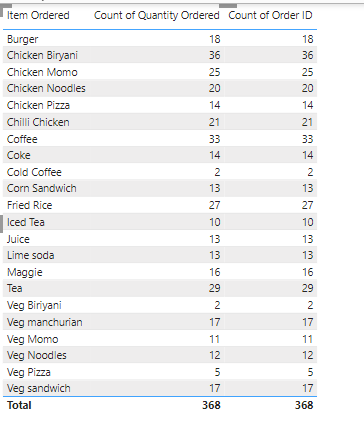 Item Ordered Count of Quantity Ordered Count of Order ID
Burger 18 18
Chicken Biryani 36 36
Chicken Momo 25 25
Chicken Noodles 20 20
Chicken Pizza 14 14
Chilli Chicken 21 21
Coffee 33 33
Coke 14 14
Cold Coffee 2 2
Corn Sandwich 13 13
Fried Rice 27 27
Iced Tea 10 10
Juice 13 13
Lime soda 13 13
Maggie 16 16
Tea 29 29
Veg Biriyani 2 2
Veg manchurian 17 17
Veg Momo 11 11
Veg Noodles 12 12
Veg Pizza 5 5
Veg sandwich 17 17
Total 368 368